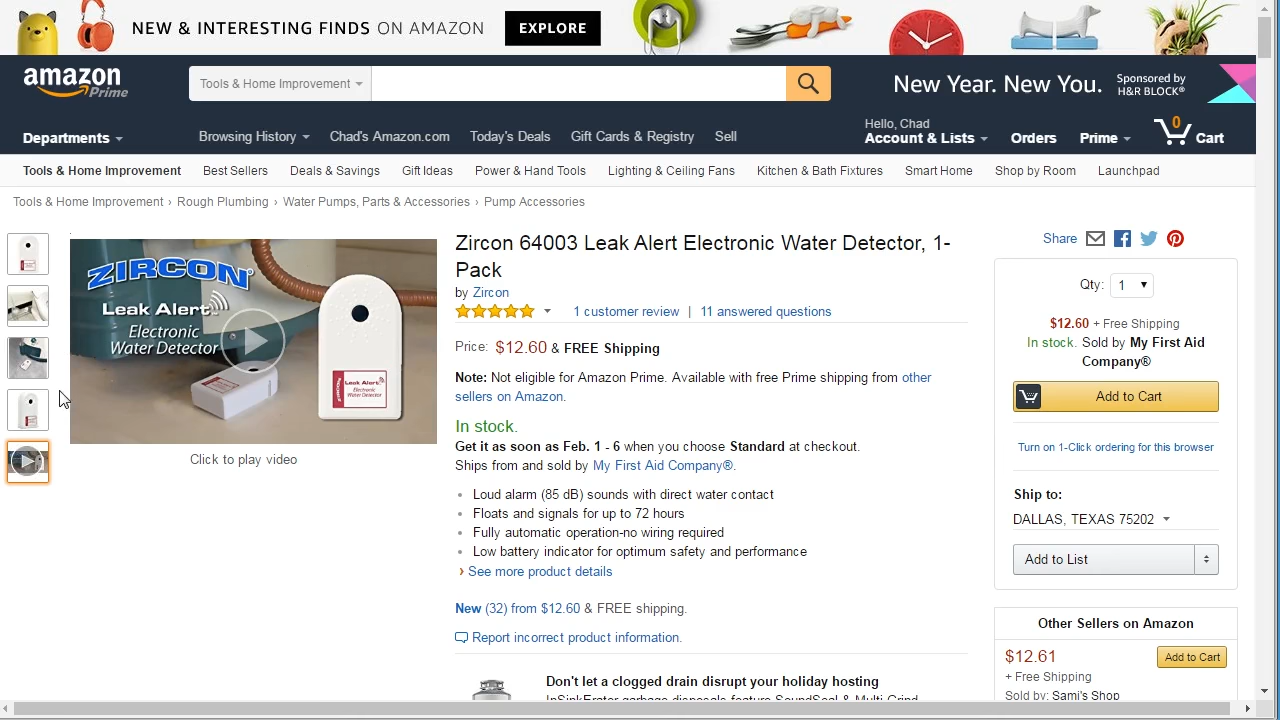 NEW & INTERESTING FINDS ON AMAZON EXPLORE
amazon Prime
Tools & Home Improvement
New Year. New You. Sponsored by H&R BLOCK®
Departments
Browsing History
Chad's Amazon.com
Today's Deals
Gift Cards & Registry
Sell
Hello, Chad
Account & Lists
Orders
Prime
0
Cart
Tools & Home Improvement
Best Sellers
Deals & Savings
Gift Ideas
Power & Hand Tools
Lighting & Ceiling Fans
Kitchen & Bath Fixtures
Smart Home
Shop by Room
Launchpad
Tools & Home Improvement › Rough Plumbing › Water Pumps, Parts & Accessories › Pump Accessories
ZIRCON®
Leak Alert™
Electronic
Water Detector
ZIRCON
Leak Alert
Electronic
Water Detector
Click to play video
Zircon 64003 Leak Alert Electronic Water Detector, 1-
Pack
by Zircon
1 customer review | 11 answered questions
Price: $12.60 & FREE Shipping
Note: Not eligible for Amazon Prime. Available with free Prime shipping from other
sellers on Amazon.
In stock.
Get it as soon as Feb. 1 - 6 when you choose Standard at checkout.
Ships from and sold by My First Aid Company®.
• Loud alarm (85 dB) sounds with direct water contact
• Floats and signals for up to 72 hours
• Fully automatic operation-no wiring required
• Low battery indicator for optimum safety and performance
› See more product details
New (32) from $12.60 & FREE shipping.
Report incorrect product information.
Don't let a clogged drain disrupt your holiday hosting
InSinkErator garbage disposals feature SoundSeal & Multi-Grind
Share
Qty: 1
$12.60 + Free Shipping
In stock. Sold by My First Aid
Company®
Add to Cart
Turn on 1-Click ordering for this browser
Ship to:
DALLAS, TEXAS 75202
Add to List
Other Sellers on Amazon
$12.61
Add to Cart
+ Free Shipping
Sold by: Sami's Shop